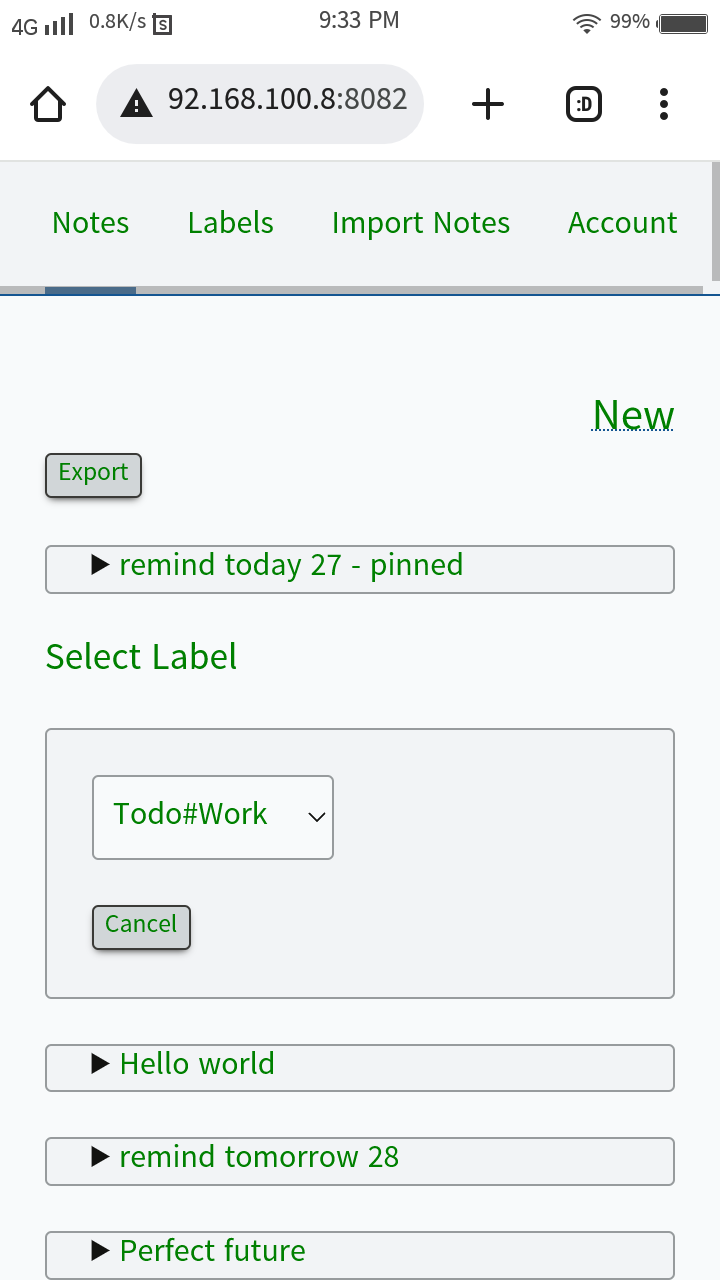 4G 0.8K/s S 9:33 PM 99%
92.168.100.8:8082 :D
Notes Labels Import Notes Account
New
Export
remind today 27 - pinned
Select Label
Todo#Work
Cancel
Hello world
remind tomorrow 28
Perfect future